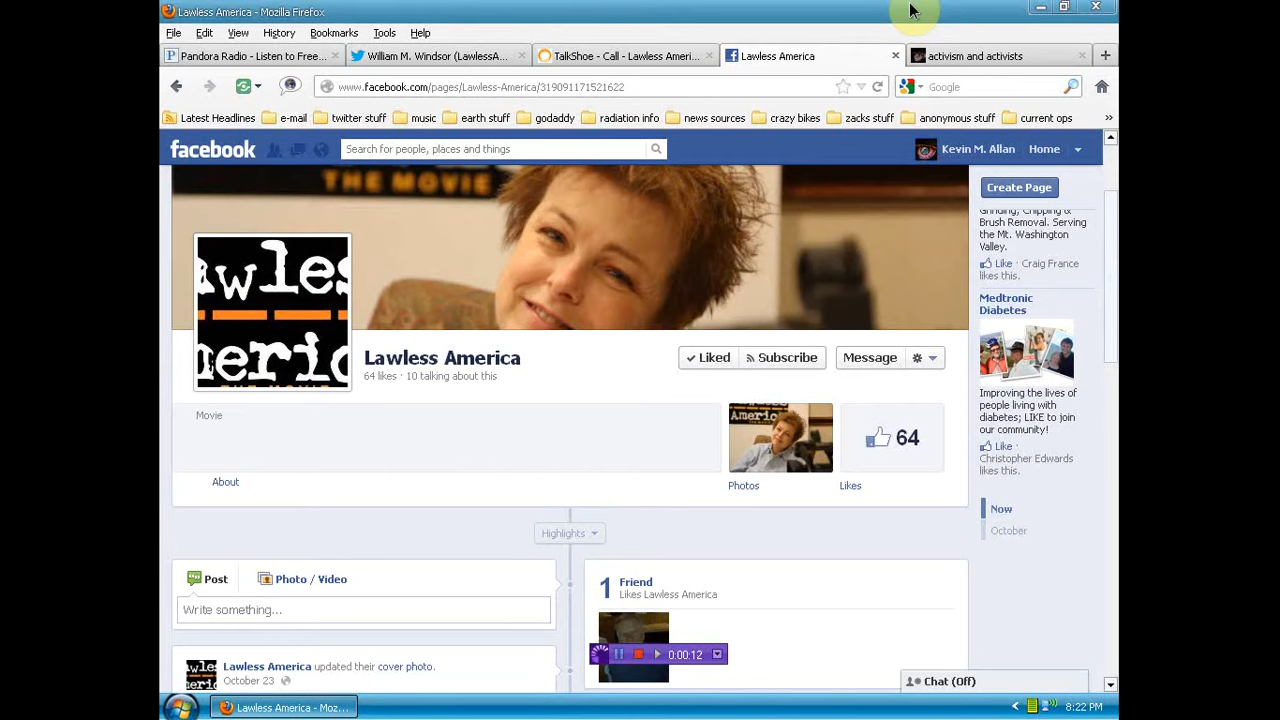 Lawless America - Mozilla Firefox
File Edit View History Bookmarks Tools Help
Pandora Radio - Listen to Free... William M. Windsor (LawlessA... TalkShoe - Call - Lawless Ameri... Lawless America activism and activists
www.facebook.com/pages/Lawless-America/319091171521622 Google
Latest Headlines e-mail twitter stuff music earth stuff godaddy radiation info news sources crazy bikes zacks stuff anonymous stuff current ops »
facebook Search for people, places and things Kevin M. Allan Home
THE MOVIE
Create Page
Grinding, Chipping &
Brush Removal. Serving
the Mt. Washington
Valley.
Like · Craig France
likes this.
Medtronic
Diabetes
Improving the lives of
people living with
diabetes; LIKE to join
our community!
Like ·
Christopher Edwards
likes this.
Now
October
Lawless America
64 likes · 10 talking about this
Liked Subscribe Message
Movie
About
64
Photos Likes
Highlights
Post Photo / Video
Write something...
1 Friend
Likes Lawless America
0:00:12
Lawless America updated their cover photo.
October 23
Chat (Off)
Lawless America - Moz... 8:22 PM